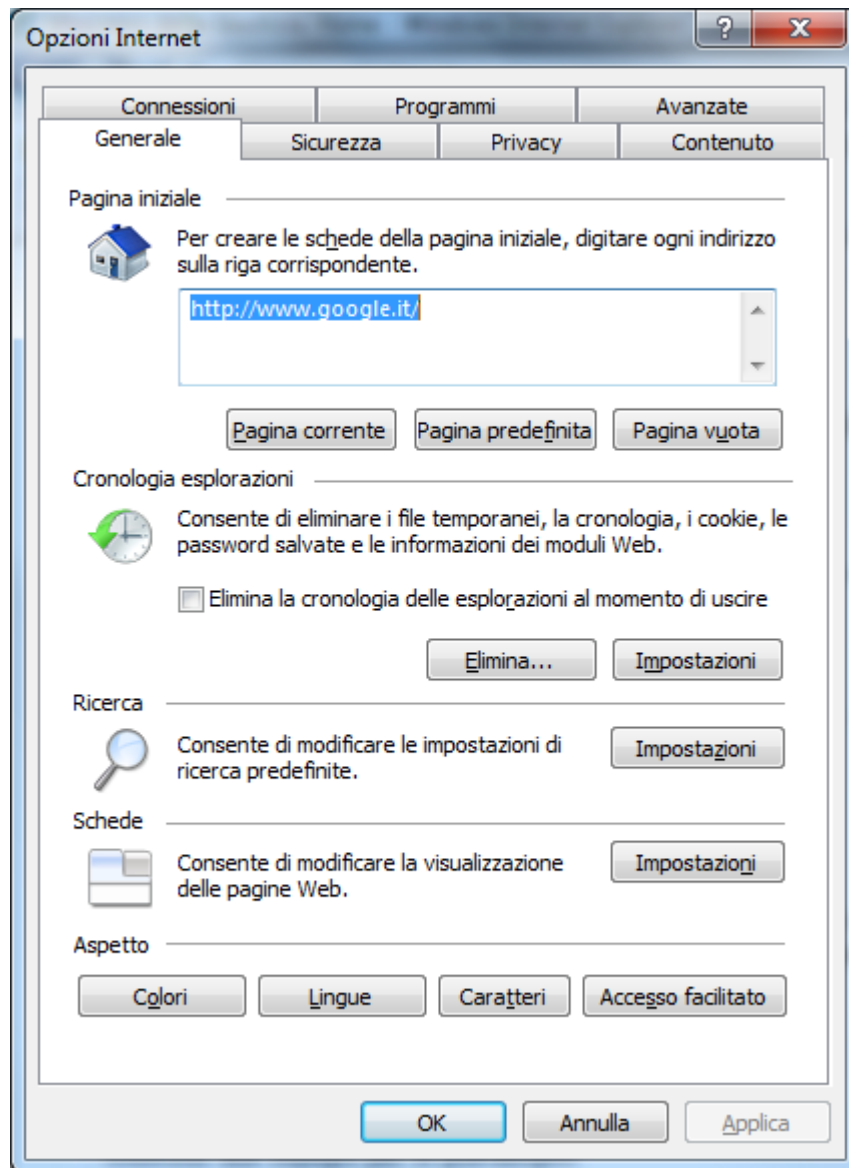 Opzioni Internet
?
Connessioni Programmi Avanzate
Generale Sicurezza Privacy Contenuto
Pagina iniziale
Per creare le schede della pagina iniziale, digitare ogni indirizzo
sulla riga corrispondente.
http://www.google.it/
Pagina corrente Pagina predefinita Pagina vuota
Cronologia esplorazioni
Consente di eliminare i file temporanei, la cronologia, i cookie, le
password salvate e le informazioni dei moduli Web.
Elimina la cronologia delle esplorazioni al momento di uscire
Elimina... Impostazioni
Ricerca
Consente di modificare le impostazioni di
ricerca predefinite.
Impostazioni
Schede
Consente di modificare la visualizzazione
delle pagine Web.
Impostazioni
Aspetto
Colori Lingue Caratteri Accesso facilitato
OK Annulla Applica